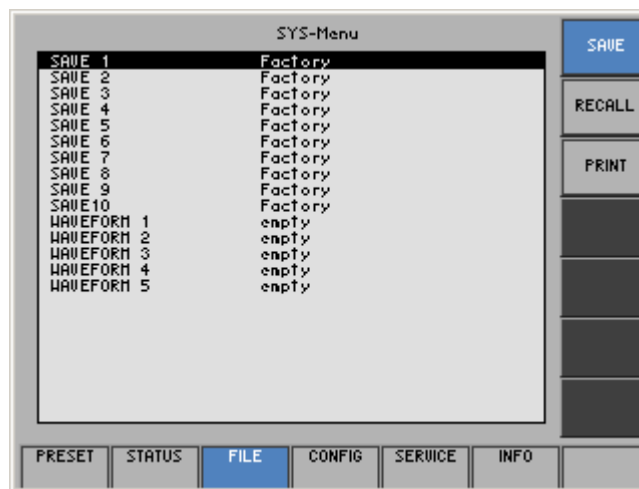 SYS-Menu
SAVE 1 Factory
SAVE 2 Factory
SAVE 3 Factory
SAVE 4 Factory
SAVE 5 Factory
SAVE 6 Factory
SAVE 7 Factory
SAVE 8 Factory
SAVE 9 Factory
SAVE10 Factory
WAVEFORM 1 empty
WAVEFORM 2 empty
WAVEFORM 3 empty
WAVEFORM 4 empty
WAVEFORM 5 empty
SAVE
RECALL
PRINT
PRESET STATUS FILE CONFIG SERVICE INFO